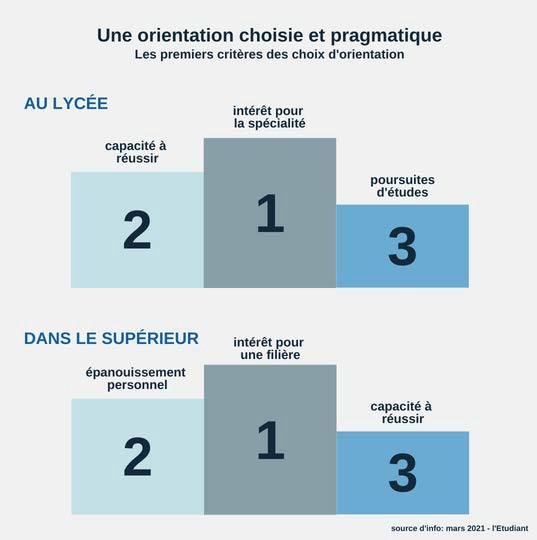 Une orientation choisie et pragmatique
Les premiers critères des choix d'orientation
AU LYCÉE
intérêt pour
la spécialité
capacité à
réussir
poursuites
d'études
2
1
3
DANS LE SUPÉRIEUR
intérêt pour
une filière
épanouissement
personnel
capacité à
réussir
2
1
3
source d'info: mars 2021 - l'Etudiant